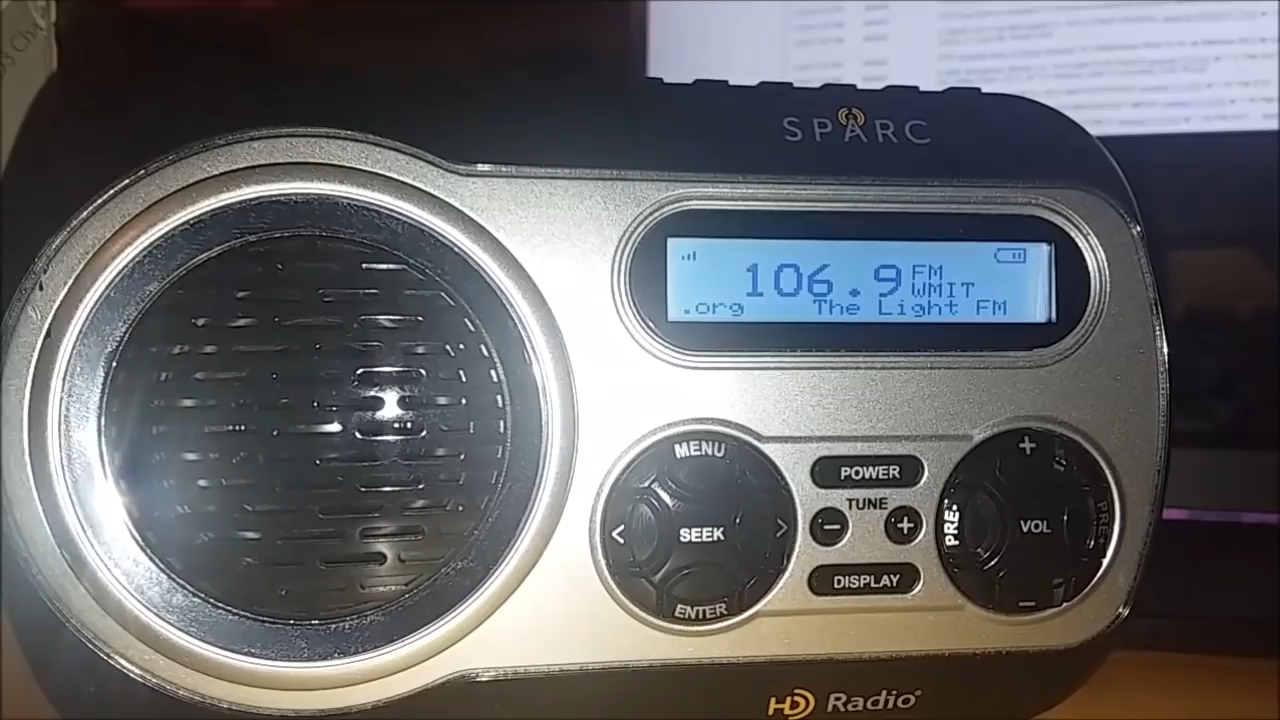 SPARC
106.9 FM
WMIT
.org The Light FM
MENU
< SEEK >
ENTER
POWER
TUNE
- +
DISPLAY
+
PRE-
VOL
PRE+
-
HD Radio®